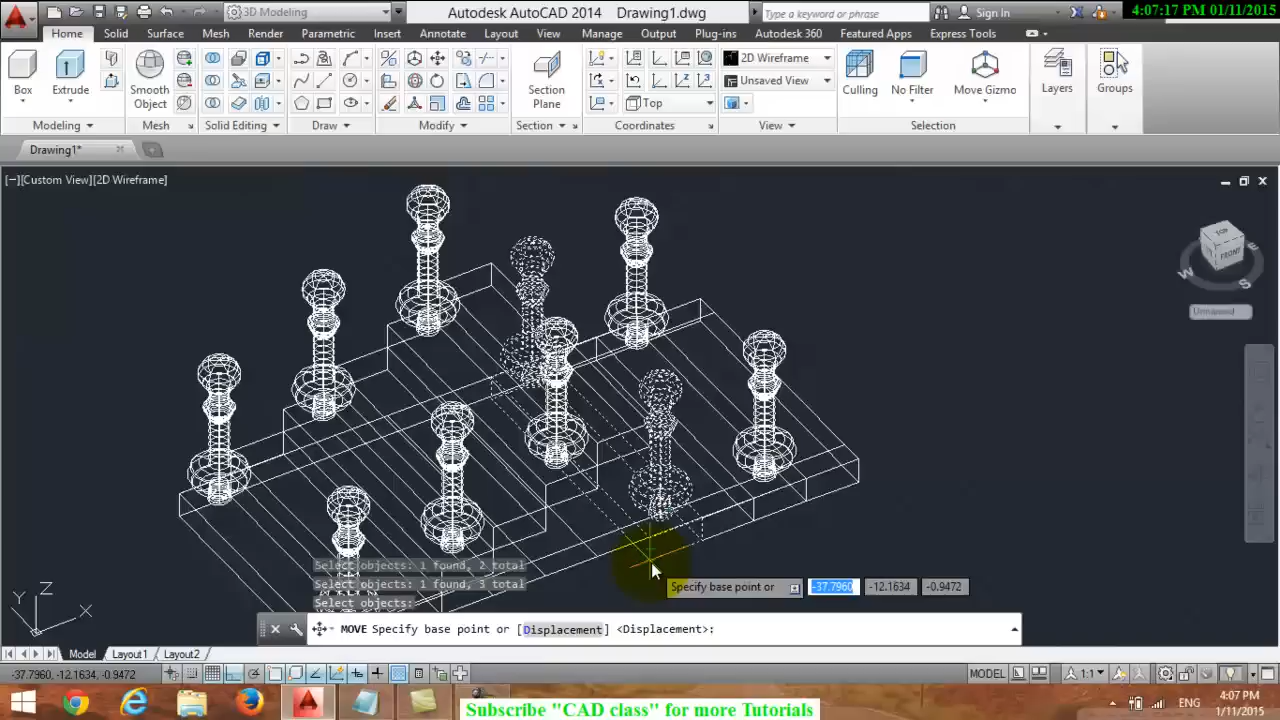 3D Modeling
Autodesk AutoCAD 2014 Drawing1.dwg
Type a keyword or phrase
Sign In
4:07:17 PM 01/11/2015
Home Solid Surface Mesh Render Parametric Insert Annotate Layout View Manage Output Plug-ins Autodesk 360 Featured Apps Express Tools
Box
Extrude
Smooth
Object
Section
Plane
2D Wireframe
Unsaved View
Top
Culling
No Filter
Move Gizmo
Layers
Groups
Modeling Mesh Solid Editing Draw Modify Section Coordinates View Selection
Drawing1*
[−][Custom View][2D Wireframe]
TOP
FRONT
W
E
S
Unnamed
Z
Y
X
Select objects: 1 found, 2 total
Select objects: 1 found, 3 total
Select objects:
Specify base point or
-37.7960
-12.1634
-0.9472
MOVE Specify base point or [Displacement] <Displacement>:
Model Layout1 Layout2
-37.7960, -12.1634, -0.9472
MODEL
1:1
Subscribe "CAD class" for more Tutorials
ENG
4:07 PM
1/11/2015